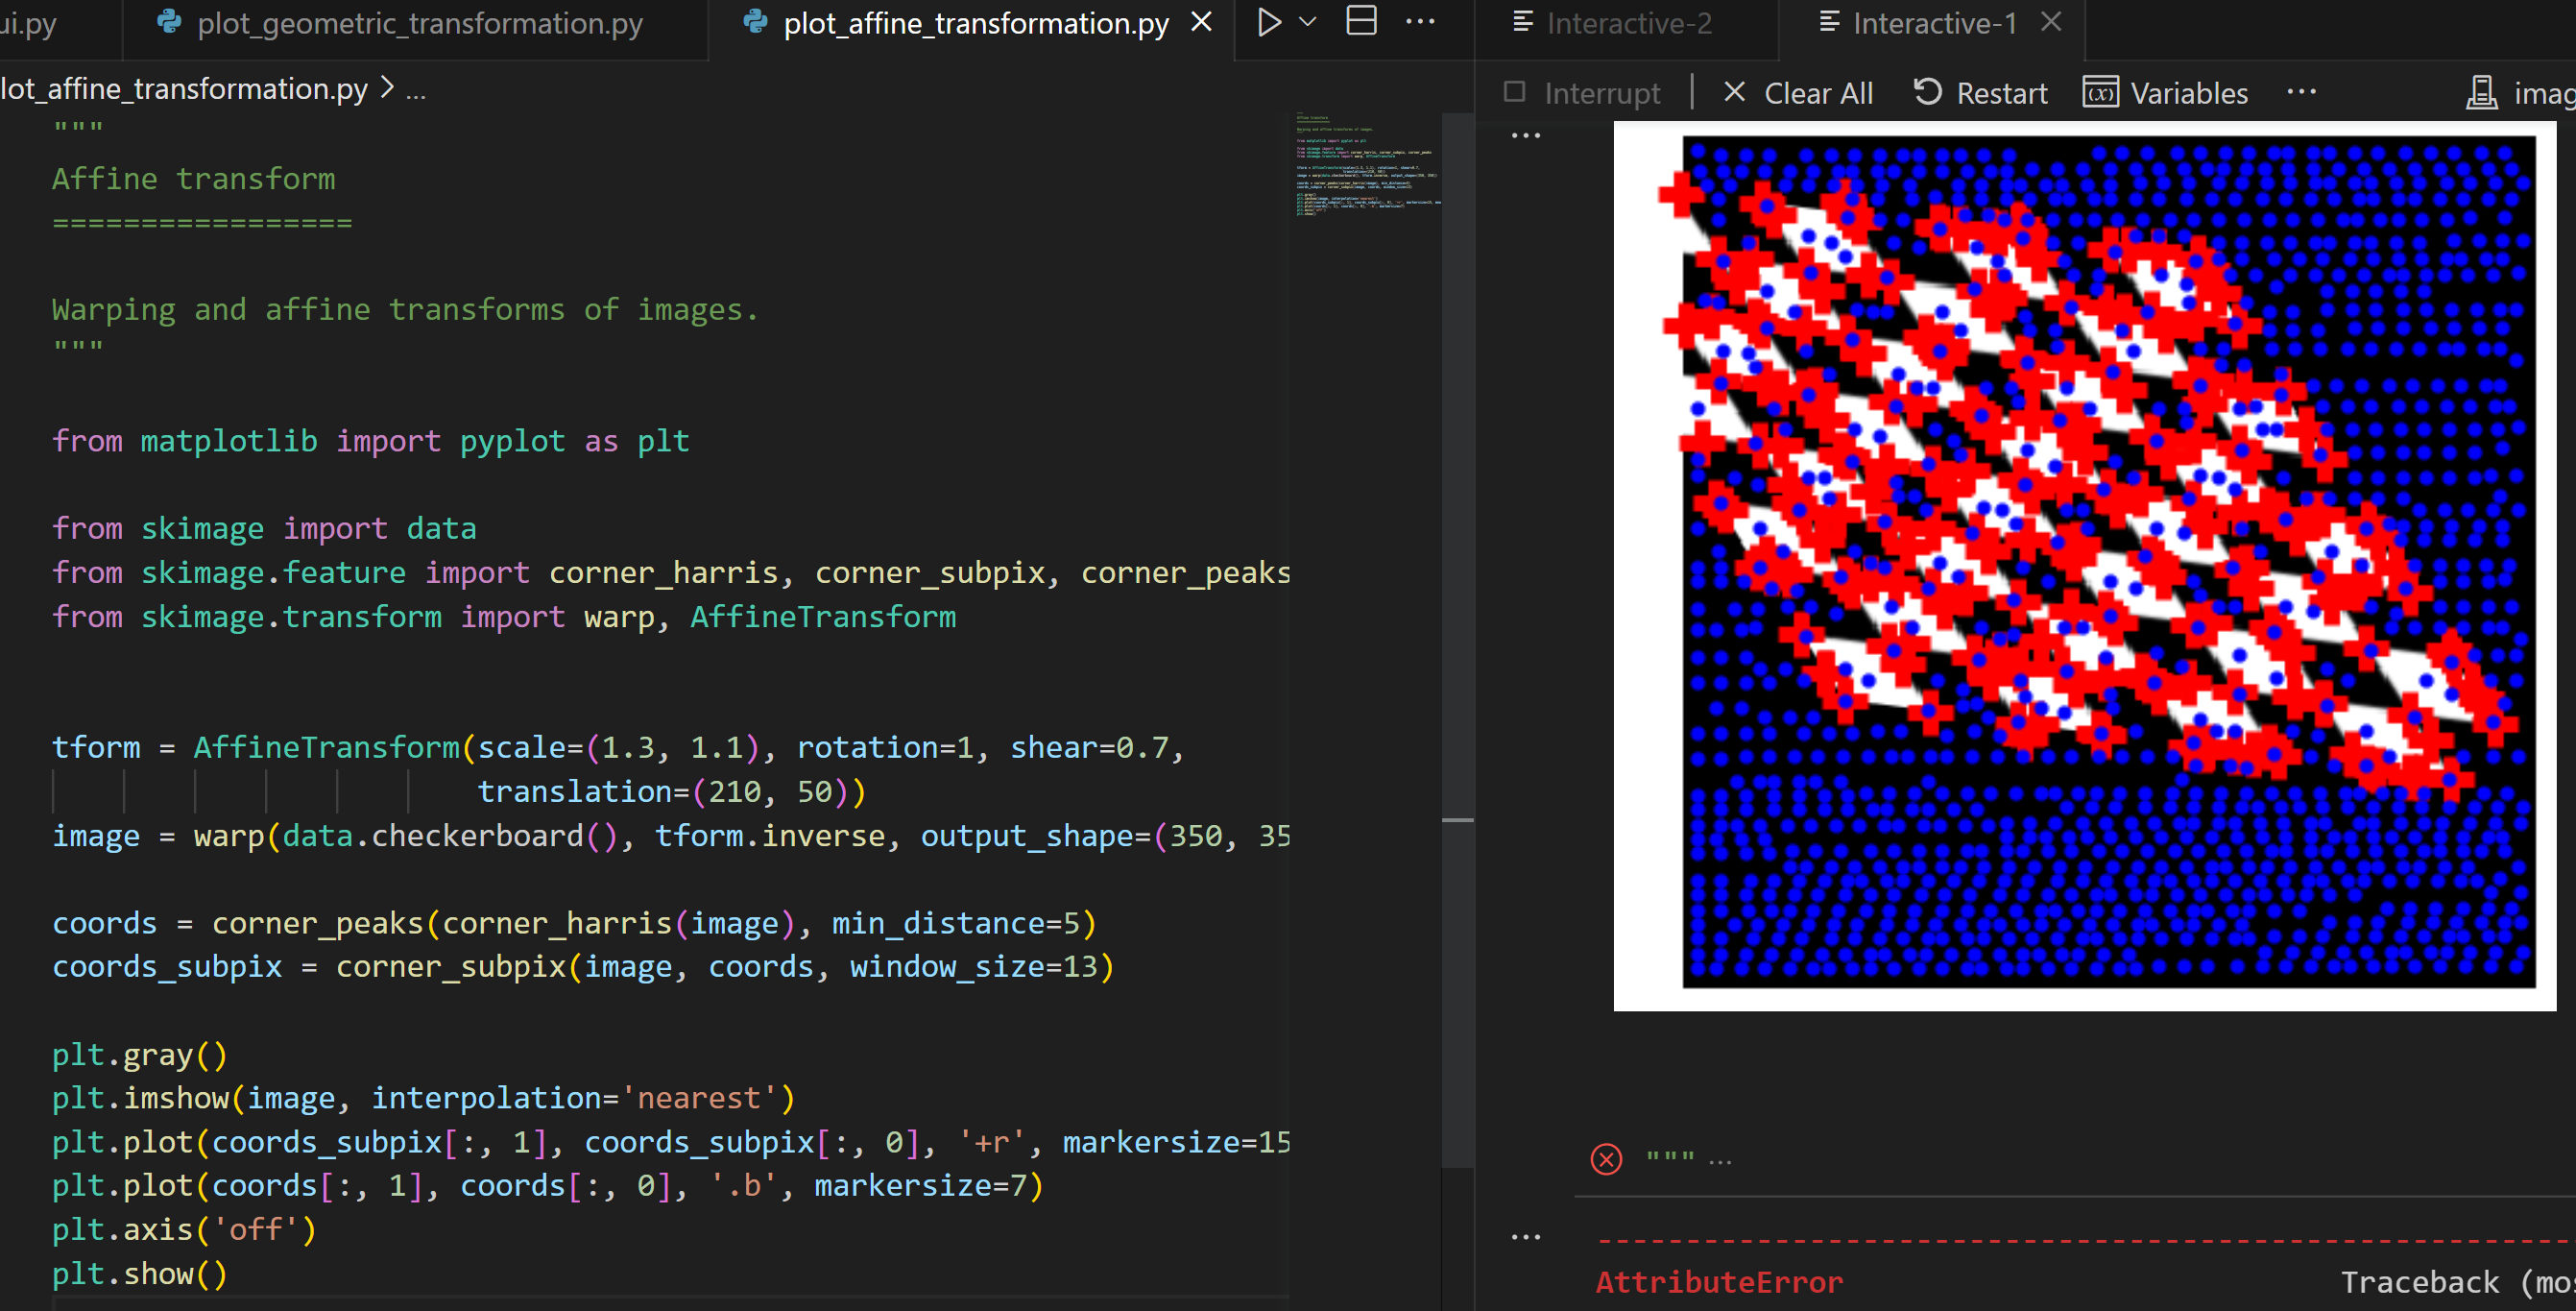 ui.py
plot_geometric_transformation.py
plot_affine_transformation.py
Interactive-2
Interactive-1
lot_affine_transformation.py > ...
Interrupt | Clear All Restart Variables ... imag
"""
Affine transform
=================

Warping and affine transforms of images.
"""

from matplotlib import pyplot as plt

from skimage import data
from skimage.feature import corner_harris, corner_subpix, corner_peaks
from skimage.transform import warp, AffineTransform

tform = AffineTransform(scale=(1.3, 1.1), rotation=1, shear=0.7,
translation=(210, 50))
image = warp(data.checkerboard(), tform.inverse, output_shape=(350, 35

coords = corner_peaks(corner_harris(image), min_distance=5)
coords_subpix = corner_subpix(image, coords, window_size=13)

plt.gray()
plt.imshow(image, interpolation='nearest')
plt.plot(coords_subpix[:, 1], coords_subpix[:, 0], '+r', markersize=15
plt.plot(coords[:, 1], coords[:, 0], '.b', markersize=7)
plt.axis('off')
plt.show()
""" ...
---------------------------------------------------------------
AttributeError Traceback (mos